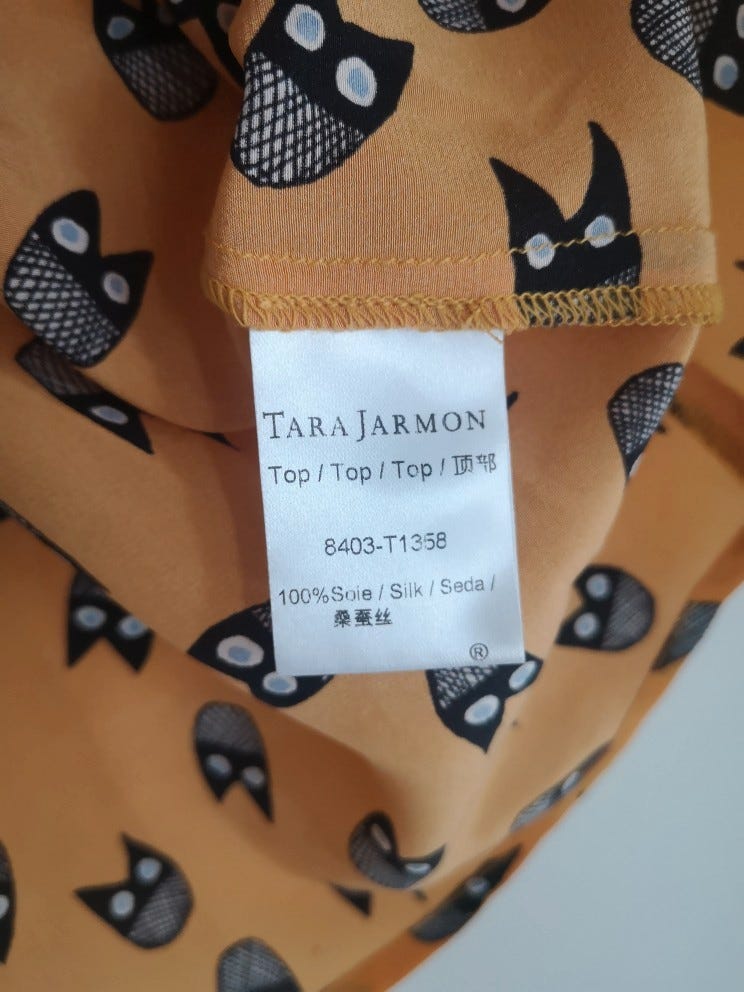 TARA JARMON
Top / Top / Top / 顶部
8403-T1358
100%Soie / Silk / Seda /
桑蚕丝
®